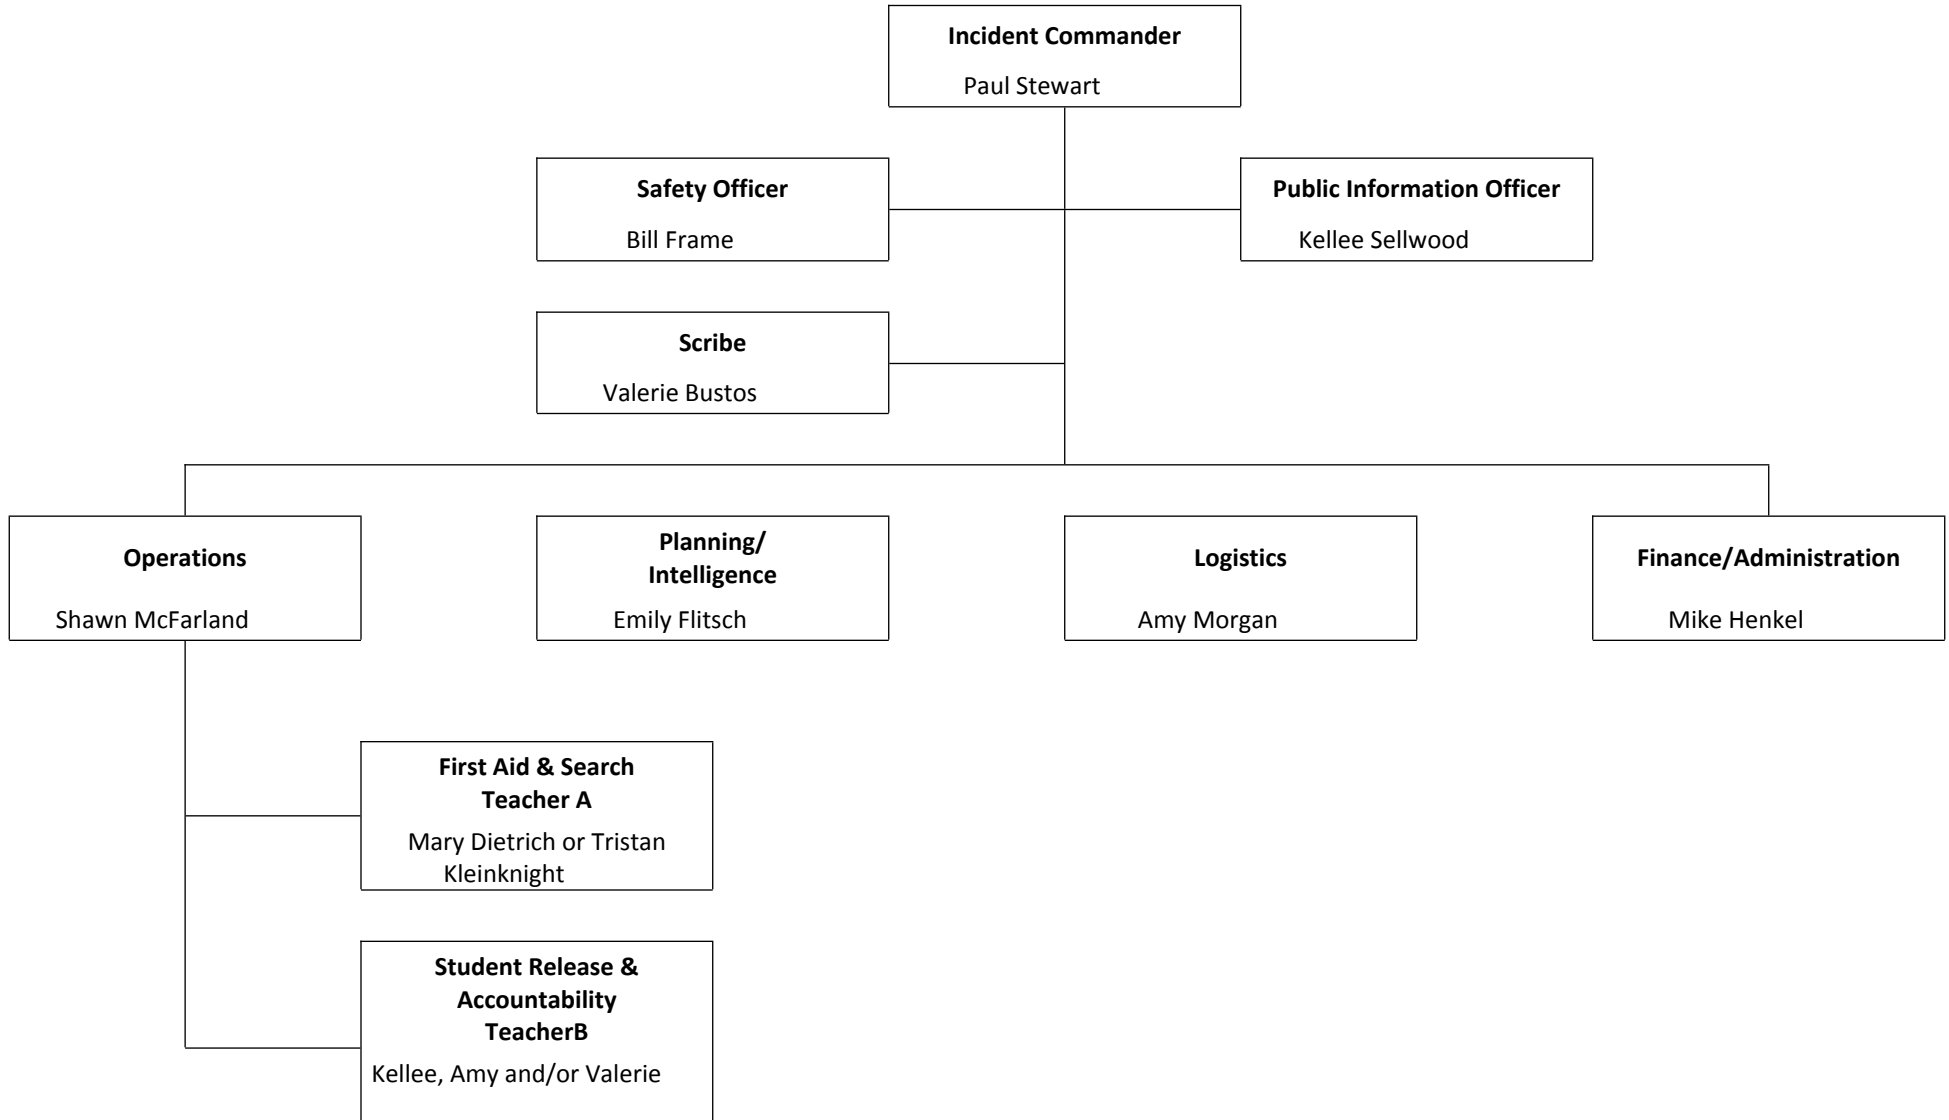 Incident Commander
Paul Stewart
Safety Officer
Bill Frame
Public Information Officer
Kellee Sellwood
Scribe
Valerie Bustos
Operations
Shawn McFarland
Planning/
Intelligence
Emily Flitsch
Logistics
Amy Morgan
Finance/Administration
Mike Henkel
First Aid & Search
Teacher A
Mary Dietrich or Tristan
Kleinknight
Student Release &
Accountability
TeacherB
Kellee, Amy and/or Valerie